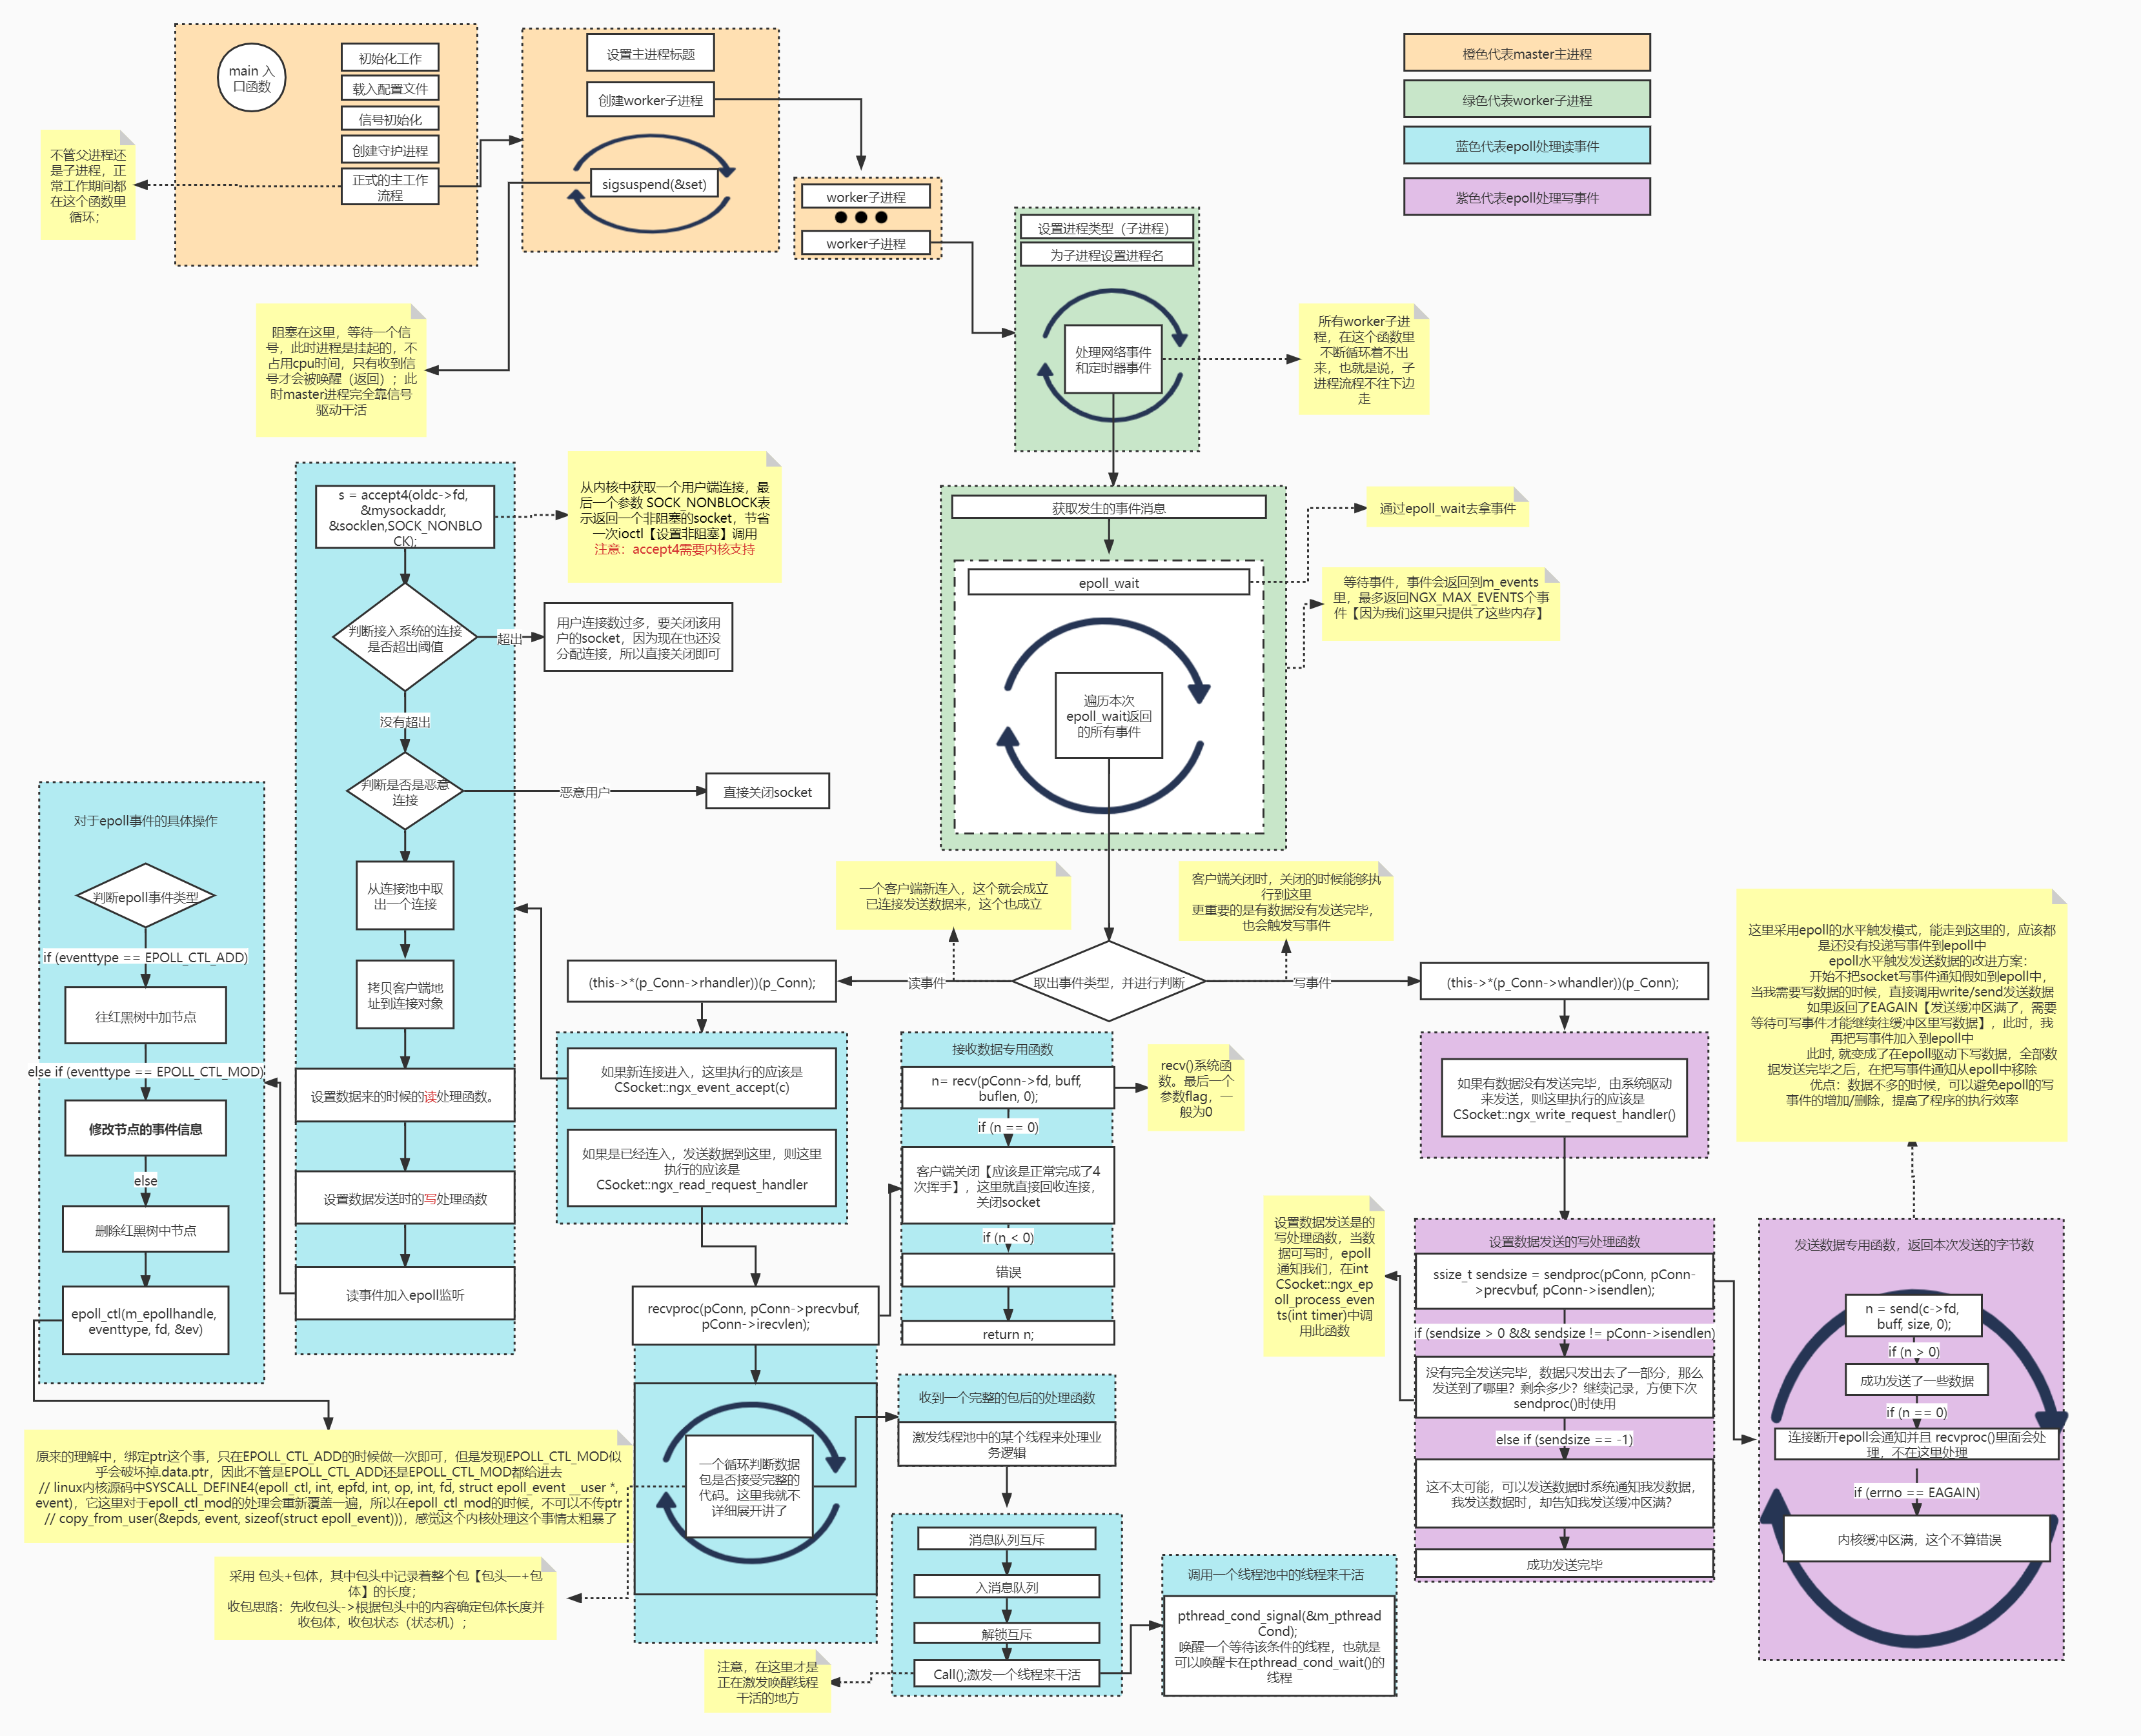 main 入
口函数
初始化工作
载入配置文件
信号初始化
创建守护进程
正式的主工作
流程
不管父进程还
是子进程，正
常工作期间都
在这个函数里
循环；
设置主进程标题
创建worker子进程
sigsuspend(&set)
阻塞在这里，等待一个信
号，此时进程是挂起的，不
占用cpu时间，只有收到信
号才会被唤醒（返回）；此
时master进程完全靠信号
驱动干活
worker子进程
worker子进程
橙色代表master主进程
绿色代表worker子进程
蓝色代表epoll处理读事件
紫色代表epoll处理写事件
设置进程类型（子进程）
为子进程设置进程名
处理网络事件
和定时器事件
所有worker子进
程，在这个函数里
不断循环着不出
来，也就是说，子
进程流程不往下边
走
获取发生的事件消息
通过epoll_wait去拿事件
epoll_wait
等待事件，事件会返回到m_events
里，最多返回NGX_MAX_EVENTS个事
件【因为我们这里只提供了这些内存】
遍历本次
epoll_wait返回
的所有事件
s = accept4(oldc->fd,
&mysockaddr,
&socklen,SOCK_NONBLO
CK);
从内核中获取一个用户端连接，最
后一个参数 SOCK_NONBLOCK表
示返回一个非阻塞的socket，节省
一次ioctl【设置非阻塞】调用
注意：accept4需要内核支持
判断接入系统的连接
是否超出阈值
超出
用户连接数过多，要关闭该用
户的socket，因为现在也还没
分配连接，所以直接关闭即可
没有超出
判断是否是恶意
连接
恶意用户
直接关闭socket
从连接池中取
出一个连接
拷贝客户端地
址到连接对象
设置数据来的时候的读处理函数。
设置数据发送时的写处理函数
读事件加入epoll监听
对于epoll事件的具体操作
判断epoll事件类型
if (eventtype == EPOLL_CTL_ADD)
往红黑树中加节点
else if (eventtype == EPOLL_CTL_MOD)
修改节点的事件信息
else
删除红黑树中节点
epoll_ctl(m_epollhandle,
eventtype, fd, &ev)
原来的理解中，绑定ptr这个事，只在EPOLL_CTL_ADD的时候做一次即可，但是发现EPOLL_CTL_MOD似
乎会破坏掉.data.ptr，因此不管是EPOLL_CTL_ADD还是EPOLL_CTL_MOD都给进去
// linux内核源码中SYSCALL_DEFINE4(epoll_ctl, int, epfd, int, op, int, fd, struct epoll_event __user *,
event)，它这里对于epoll_ctl_mod的处理会重新覆盖一遍，所以在epoll_ctl_mod的时候，不可以不传ptr
// copy_from_user(&epds, event, sizeof(struct epoll_event)))，感觉这个内核处理这个事情太粗暴了
采用 包头+包体，其中包头中记录着整个包【包头—+包
体】的长度；
收包思路：先收包头->根据包头中的内容确定包体长度并
收包体，收包状态（状态机）；
一个客户端新连入，这个就会成立
已连接发送数据来，这个也成立
客户端关闭时，关闭的时候能够执
行到这里
更重要的是有数据没有发送完毕，
也会触发写事件
取出事件类型，并进行判断
读事件
写事件
(this->*(p_Conn->rhandler))(p_Conn);
(this->*(p_Conn->whandler))(p_Conn);
如果新连接进入，这里执行的应该是
CSocket::ngx_event_accept(c)
如果是已经连入，发送数据到这里，则这里
执行的应该是
CSocket::ngx_read_request_handler
recvproc(pConn, pConn->precvbuf,
pConn->irecvlen);
一个循环判断数据
包是否接受完整的
代码。这里我就不
详细展开讲了
接收数据专用函数
n= recv(pConn->fd, buff,
buflen, 0);
recv()系统函
数。最后一个
参数flag，一
般为0
if (n == 0)
客户端关闭【应该是正常完成了4
次挥手】，这里就直接回收连接，
关闭socket
if (n < 0)
错误
return n;
收到一个完整的包后的处理函数
激发线程池中的某个线程来处理业
务逻辑
消息队列互斥
入消息队列
解锁互斥
Call();激发一个线程来干活
注意，在这里才是
正在激发唤醒线程
干活的地方
调用一个线程池中的线程来干活
pthread_cond_signal(&m_pthread
Cond);
唤醒一个等待该条件的线程，也就是
可以唤醒卡在pthread_cond_wait()的
线程
如果有数据没有发送完毕，由系统驱动
来发送，则这里执行的应该是
CSocket::ngx_write_request_handler()
设置数据发送是的
写处理函数，当数
据可写时，epoll
通知我们，在int
CSocket::ngx_ep
oll_process_even
ts(int timer)中调
用此函数
设置数据发送的写处理函数
ssize_t sendsize = sendproc(pConn, pConn-
>precvbuf, pConn->isendlen);
if (sendsize > 0 && sendsize != pConn->isendlen)
没有完全发送完毕，数据只发出去了一部分，那么
发送到了哪里？剩余多少？继续记录，方便下次
sendproc()时使用
else if (sendsize == -1)
这不太可能，可以发送数据时系统通知我发数据，
我发送数据时，却告知我发送缓冲区满？
成功发送完毕
这里采用epoll的水平触发模式，能走到这里的，应该都
是还没有投递写事件到epoll中
epoll水平触发发送数据的改进方案：
开始不把socket写事件通知假如到epoll中，
当我需要写数据的时候，直接调用write/send发送数据
如果返回了EAGAIN【发送缓冲区满了，需要
等待可写事件才能继续往缓冲区里写数据】，此时，我
再把写事件加入到epoll中
此时，就变成了在epoll驱动下写数据，全部数
据发送完毕之后，在把写事件通知从epoll中移除
优点：数据不多的时候，可以避免epoll的写
事件的增加/删除，提高了程序的执行效率
发送数据专用函数，返回本次发送的字节数
n = send(c->fd,
buff, size, 0);
if (n > 0)
成功发送了一些数据
if (n == 0)
连接断开epoll会通知并且 recvproc()里面会处
理，不在这里处理
if (errno == EAGAIN)
内核缓冲区满，这个不算错误